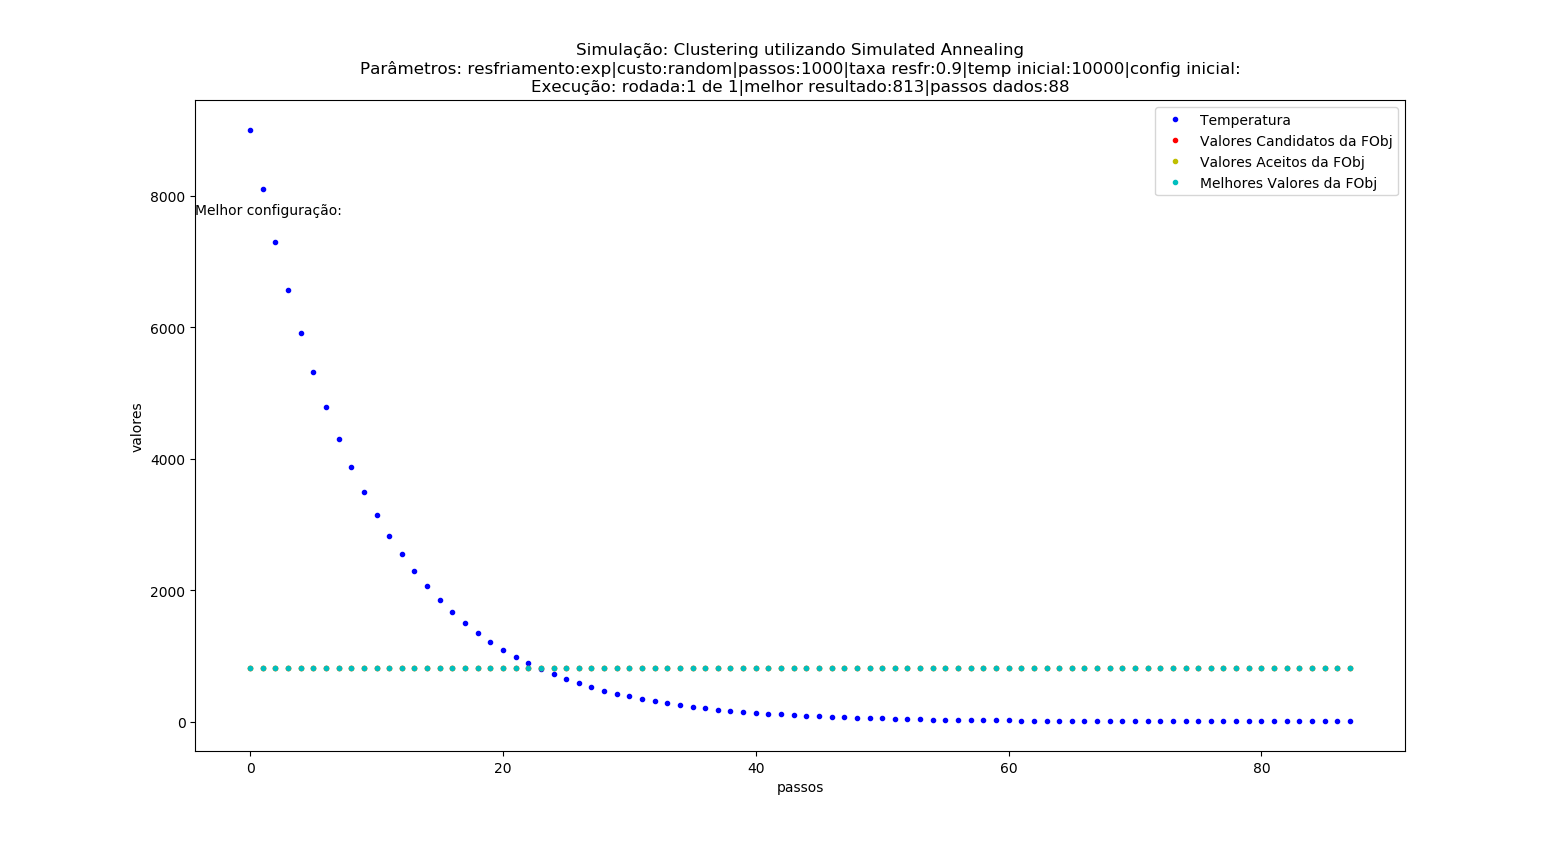 Simulação: Clustering utilizando Simulated Annealing
Parâmetros: resfriamento:exp|custo:random|passos:1000|taxa resfr:0.9|temp inicial:10000|config inicial:
Execução: rodada:1 de 1|melhor resultado:813|passos dados:88
Temperatura
Valores Candidatos da FObj
Valores Aceitos da FObj
Melhores Valores da FObj
Melhor configuração:
valores
8000
6000
4000
2000
0
0 20 40 60 80
passos